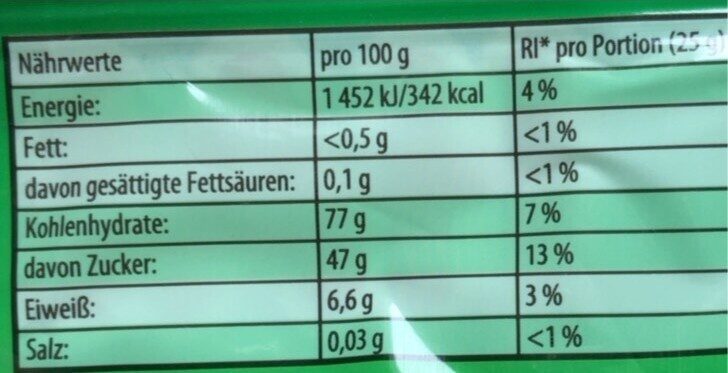 Nährwerte pro 100 g RI* pro Portion (25 g)
Energie: 1 452 kJ/342 kcal 4 %
Fett: <0,5 g <1 %
davon gesättigte Fettsäuren: 0,1 g <1 %
Kohlenhydrate: 77 g 7 %
davon Zucker: 47 g 13 %
Eiweiß: 6,6 g 3 %
Salz: 0,03 g <1 %